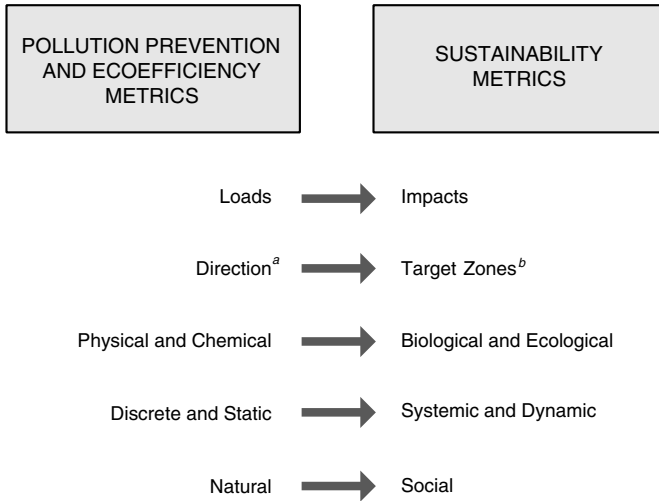 POLLUTION PREVENTION
AND ECOEFFICIENCY
METRICS
SUSTAINABILITY
METRICS
Loads Impacts
Direction^a Target Zones^b
Physical and Chemical Biological and Ecological
Discrete and Static Systemic and Dynamic
Natural Social